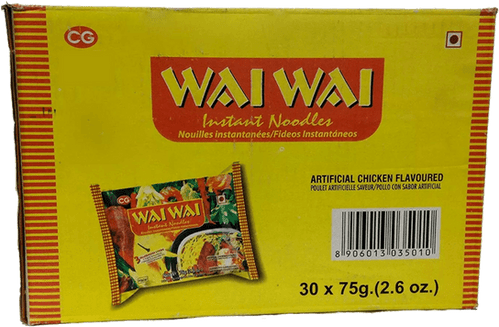 CG
WAI WAI
Instant Noodles
Nouilles instantanées/Fideos Instantáneos
ARTIFICIAL CHICKEN FLAVOURED
POULET ARTIFICIELLE SAVEUR/POLLO CON SABOR ARTIFICIAL
CG
WAI WAI
Instant Noodles
8 906013 035010
30 x 75g.(2.6 oz.)